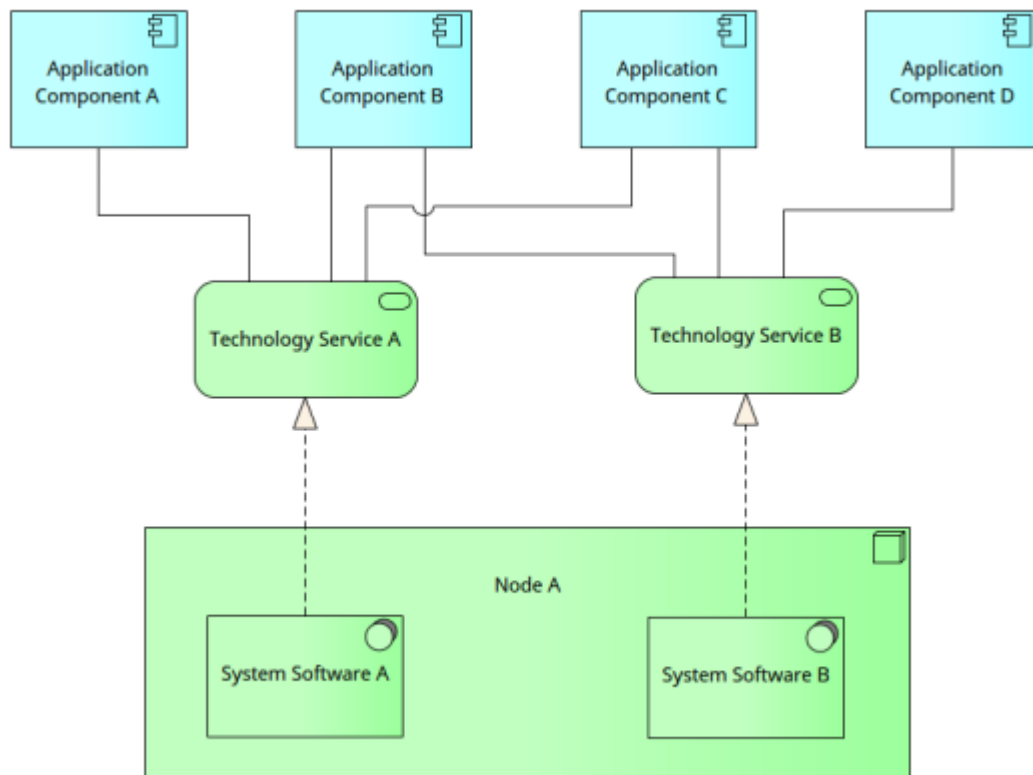 Application
Component A
Application
Component B
Application
Component C
Application
Component D
Technology Service A
Technology Service B
Node A
System Software A
System Software B